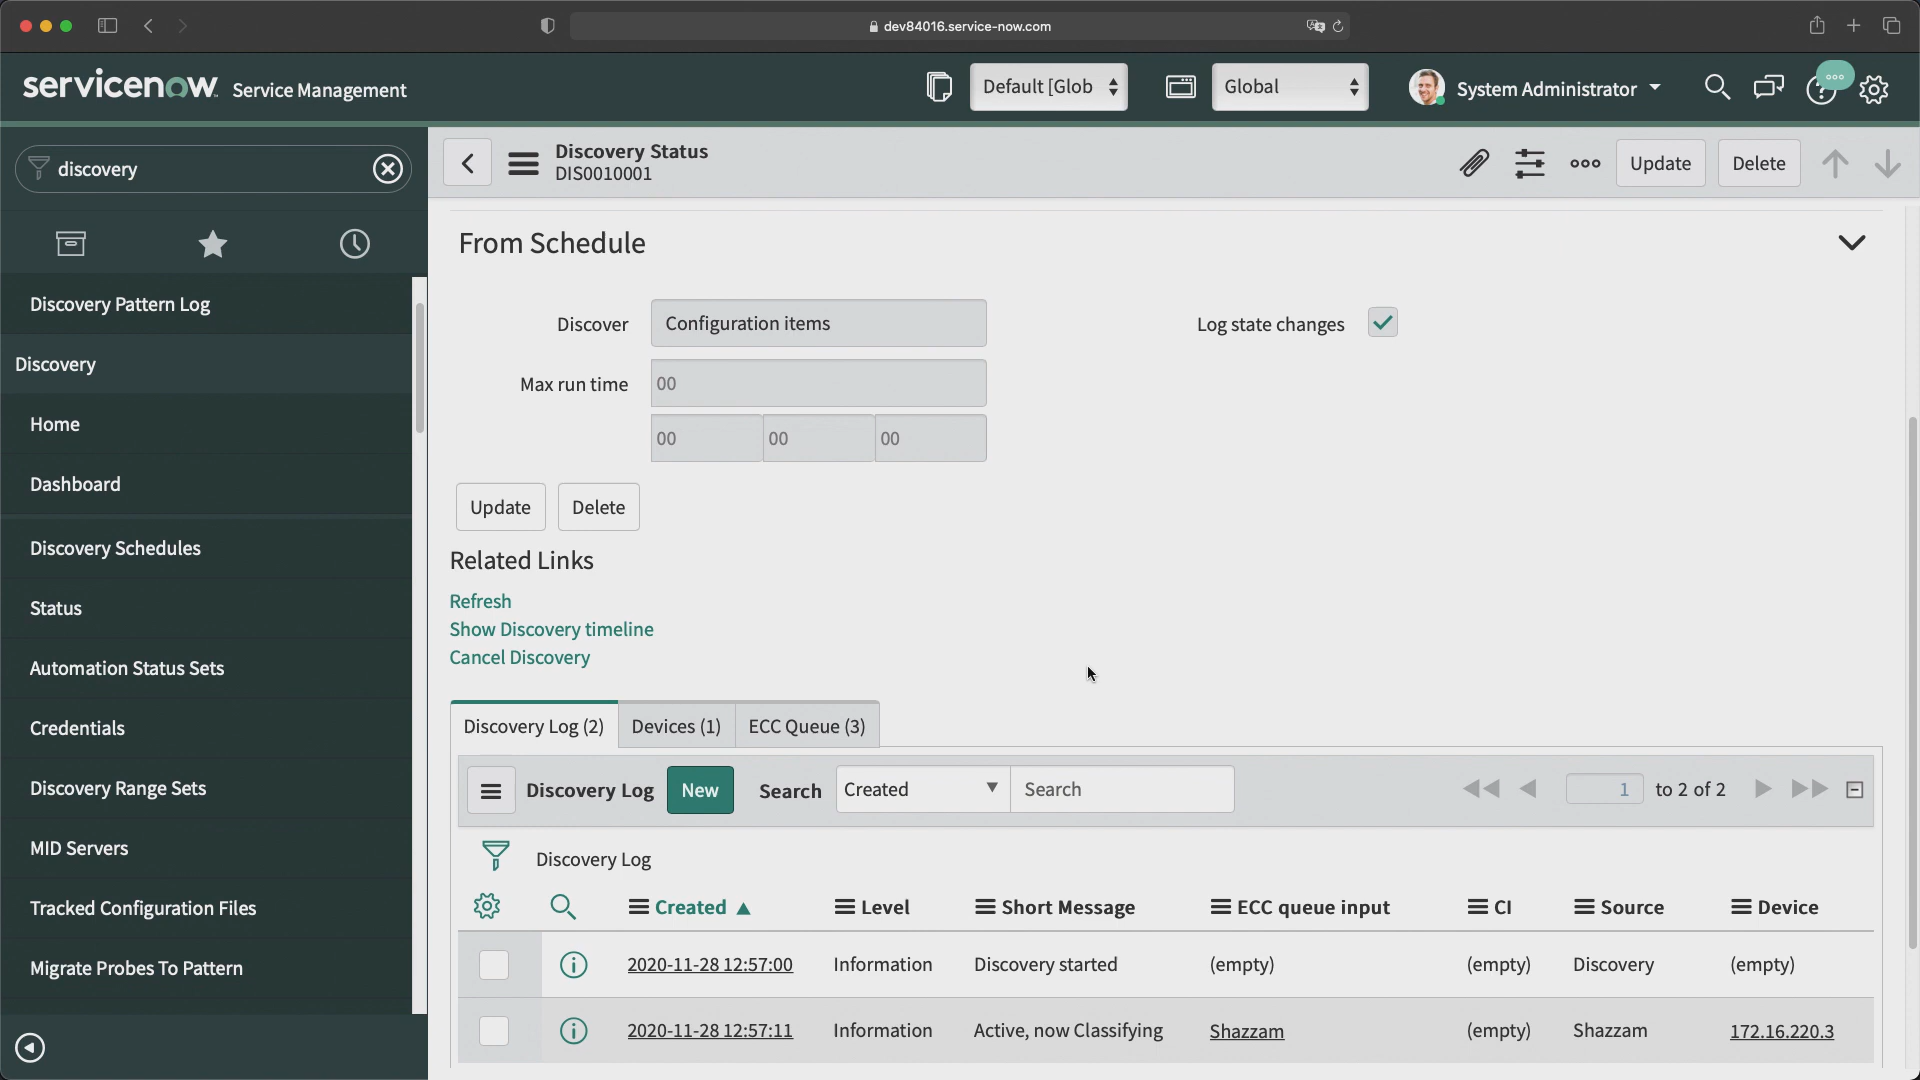 dev84016.service-now.com
servicenow Service Management
Default [Glob
Global
System Administrator
discovery
Discovery Pattern Log
Discovery
Home
Dashboard
Discovery Schedules
Status
Automation Status Sets
Credentials
Discovery Range Sets
MID Servers
Tracked Configuration Files
Migrate Probes To Pattern
Discovery Status
DIS0010001
Update
Delete
From Schedule
Discover
Configuration items
Log state changes
Max run time
00
00 00 00
Update
Delete
Related Links
Refresh
Show Discovery timeline
Cancel Discovery
Discovery Log (2)
Devices (1)
ECC Queue (3)
Discovery Log
New
Search
Created
Search
1 to 2 of 2
Discovery Log
Created Level Short Message ECC queue input CI Source Device
2020-11-28 12:57:00 Information Discovery started (empty) (empty) Discovery (empty)
2020-11-28 12:57:11 Information Active, now Classifying Shazzam (empty) Shazzam 172.16.220.3